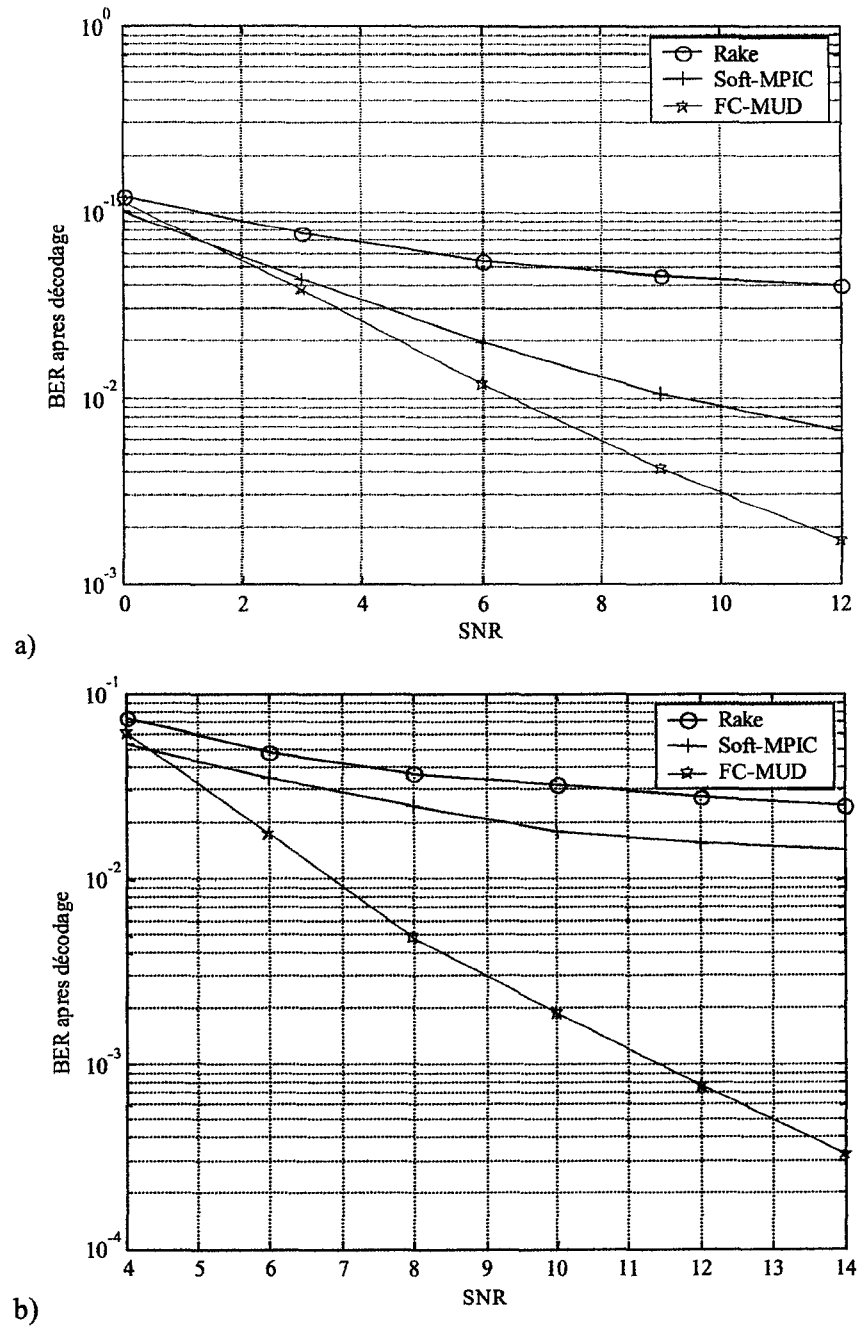 10^0
Rake
Soft-MPIC
FC-MUD
10^-1
BER apres décodage
10^-2
10^-3
0 2 4 6 8 10 12
SNR
a)
10^-1
Rake
Soft-MPIC
FC-MUD
BER apres décodage
10^-2
10^-3
10^-4
4 5 6 7 8 9 10 11 12 13 14
SNR
b)